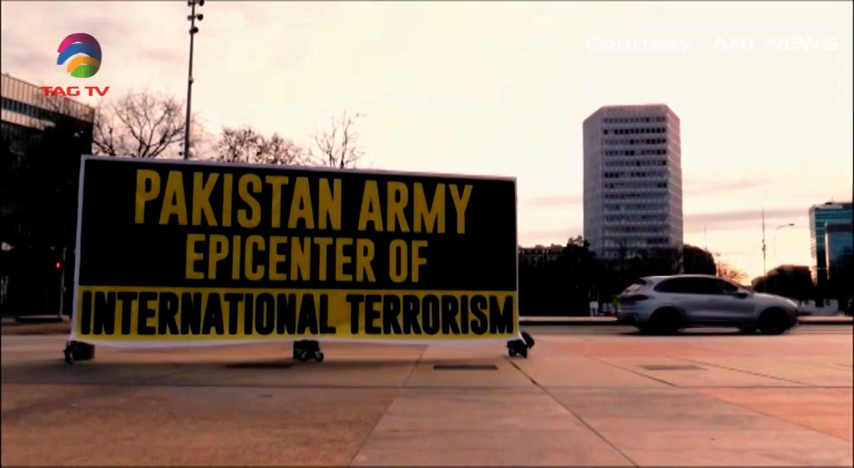 TAG TV
Courtesy: ANI NEWS
PAKISTAN ARMY
EPICENTER OF
INTERNATIONAL TERRORISM